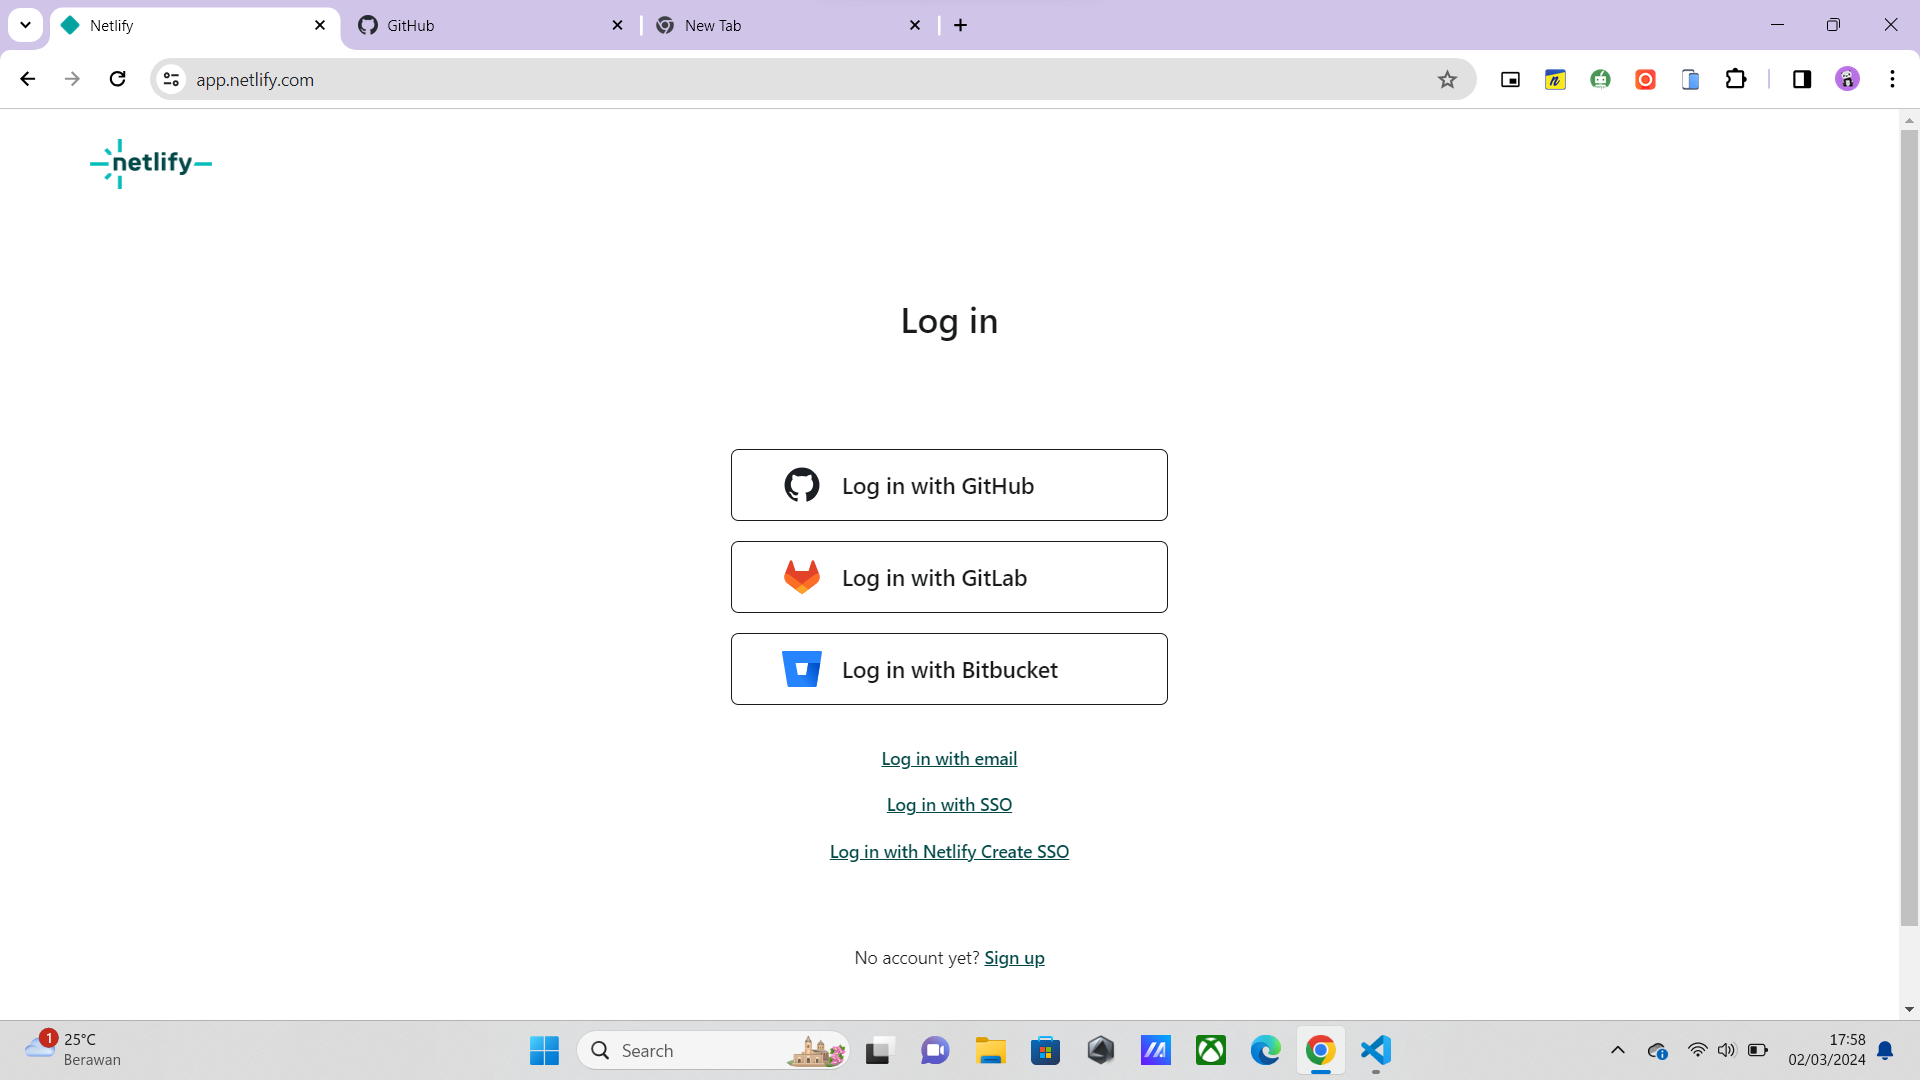 Netlify
GitHub
New Tab
app.netlify.com
netlify
Log in
Log in with GitHub
Log in with GitLab
Log in with Bitbucket
Log in with email
Log in with SSO
Log in with Netlify Create SSO
No account yet? Sign up
1
25°C
Berawan
Search
17:58
02/03/2024